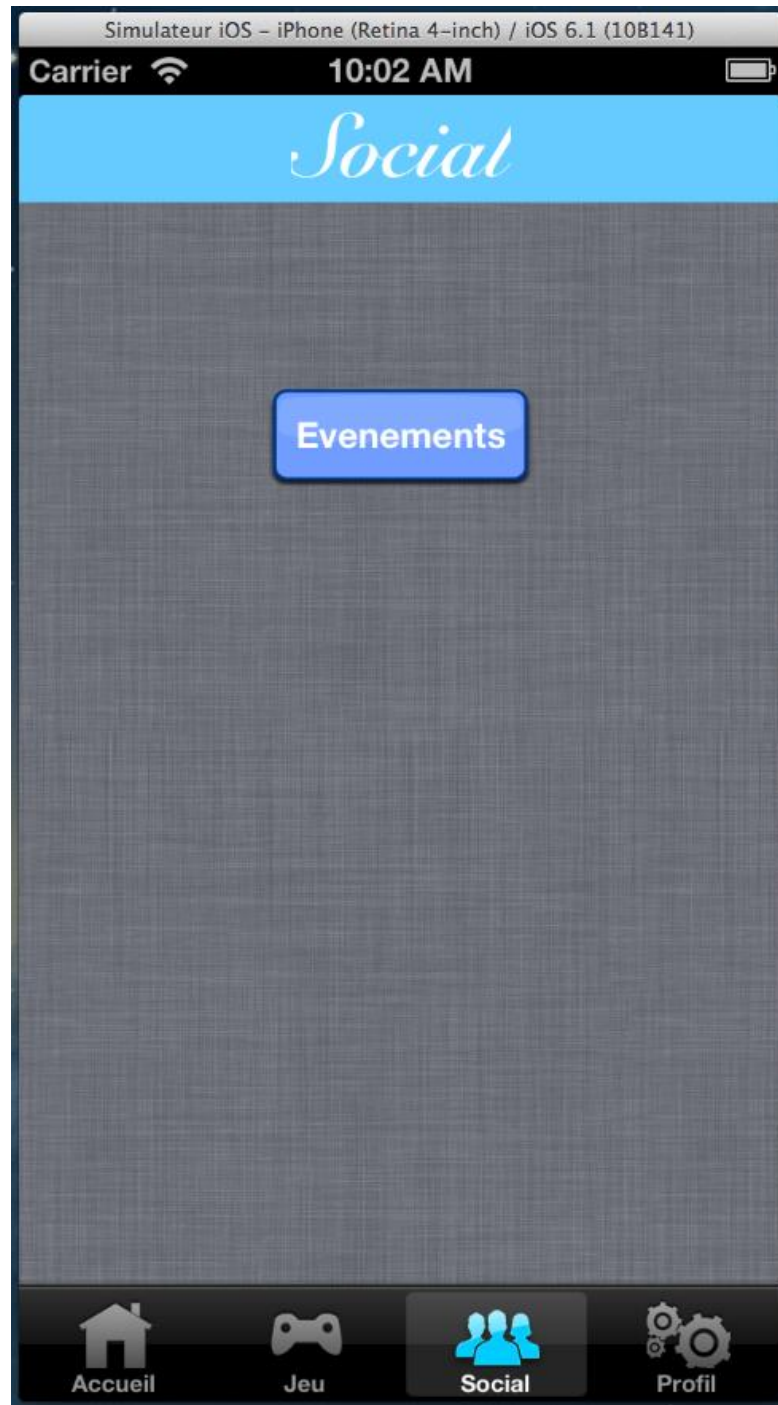 Simulateur iOS – iPhone (Retina 4-inch) / iOS 6.1 (10B141)
Carrier 10:02 AM
Social
Evenements
Accueil Jeu Social Profil